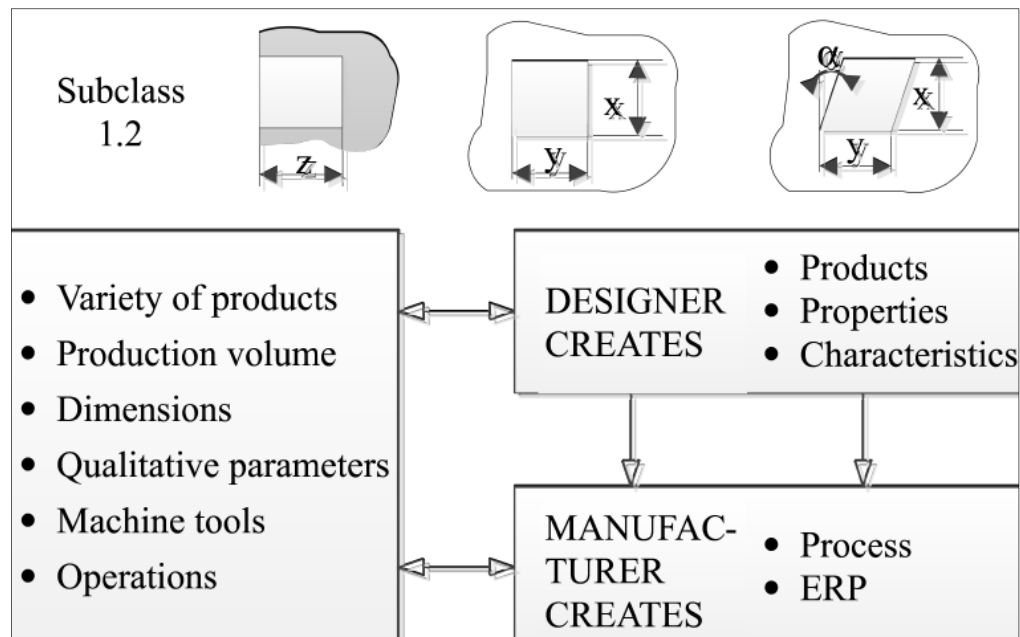 Subclass
1.2
z
x
y
α
x
y
• Variety of products
• Production volume
• Dimensions
• Qualitative parameters
• Machine tools
• Operations
DESIGNER
CREATES
• Products
• Properties
• Characteristics
MANUFAC-
TURER
CREATES
• Process
• ERP